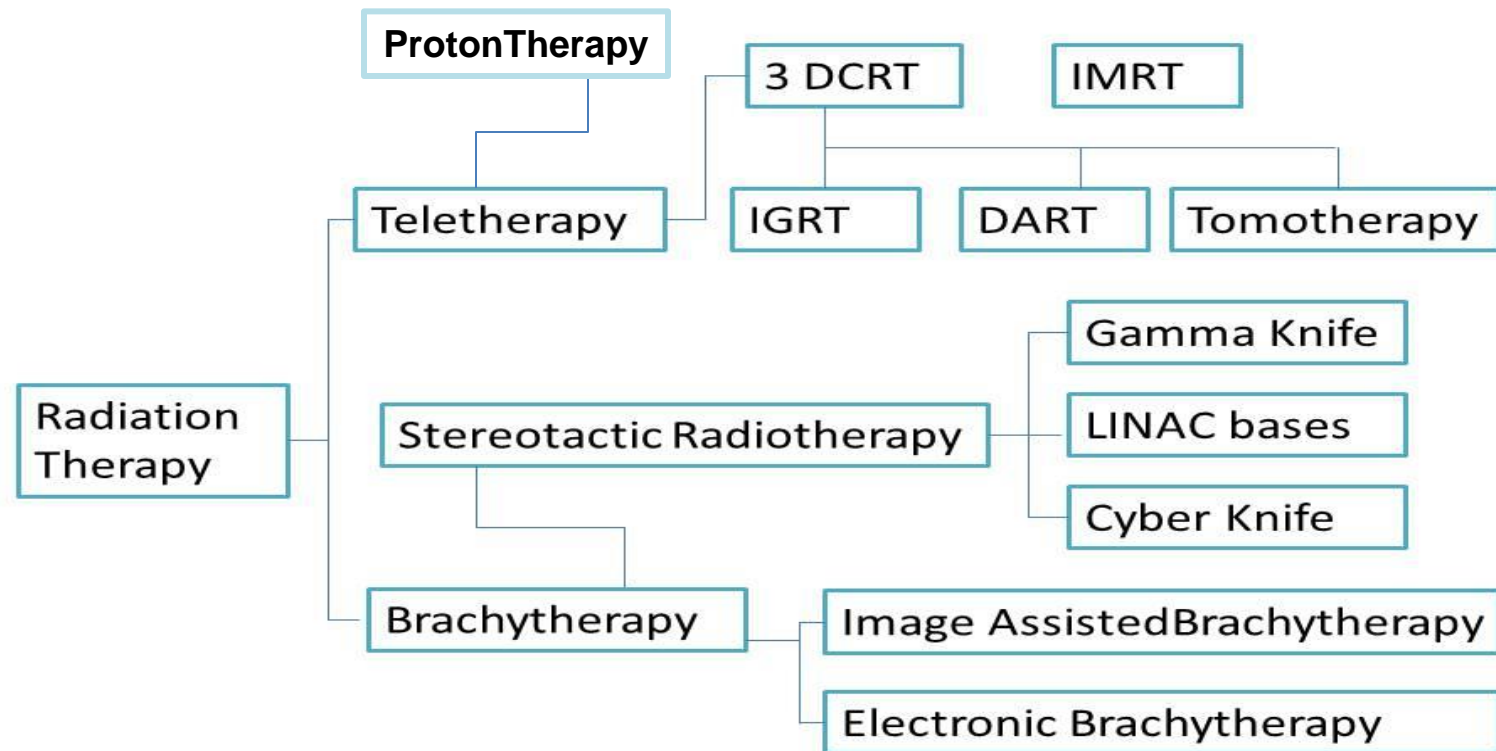 ProtonTherapy
3 DCRT
IMRT
Teletherapy
IGRT
DART
Tomotherapy
Gamma Knife
Radiation
Therapy
Stereotactic Radiotherapy
LINAC bases
Cyber Knife
Brachytherapy
Image AssistedBrachytherapy
Electronic Brachytherapy